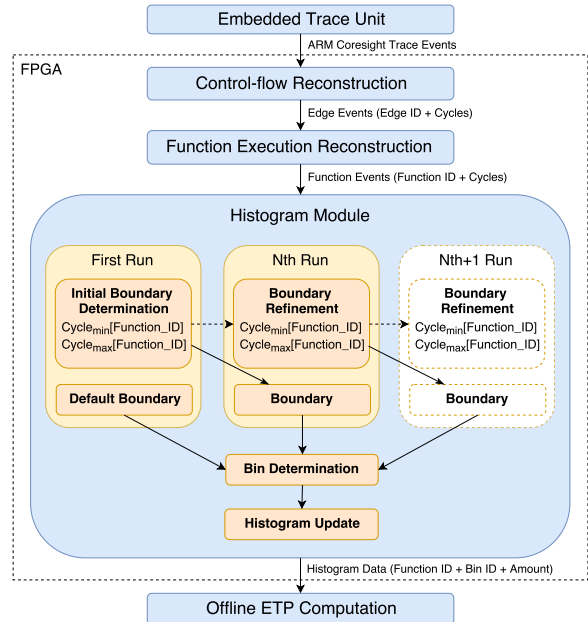 Embedded Trace Unit
ARM Coresight Trace Events
FPGA
Control-flow Reconstruction
Edge Events (Edge ID + Cycles)
Function Execution Reconstruction
Function Events (Function ID + Cycles)
Histogram Module
First Run
Initial Boundary
Determination
Cyclemin[Function_ID]
Cyclemax[Function_ID]
Default Boundary
Nth Run
Boundary
Refinement
Cyclemin[Function_ID]
Cyclemax[Function_ID]
Boundary
Nth+1 Run
Boundary
Refinement
Cyclemin[Function_ID]
Cyclemax[Function_ID]
Boundary
Bin Determination
Histogram Update
Histogram Data (Function ID + Bin ID + Amount)
Offline ETP Computation